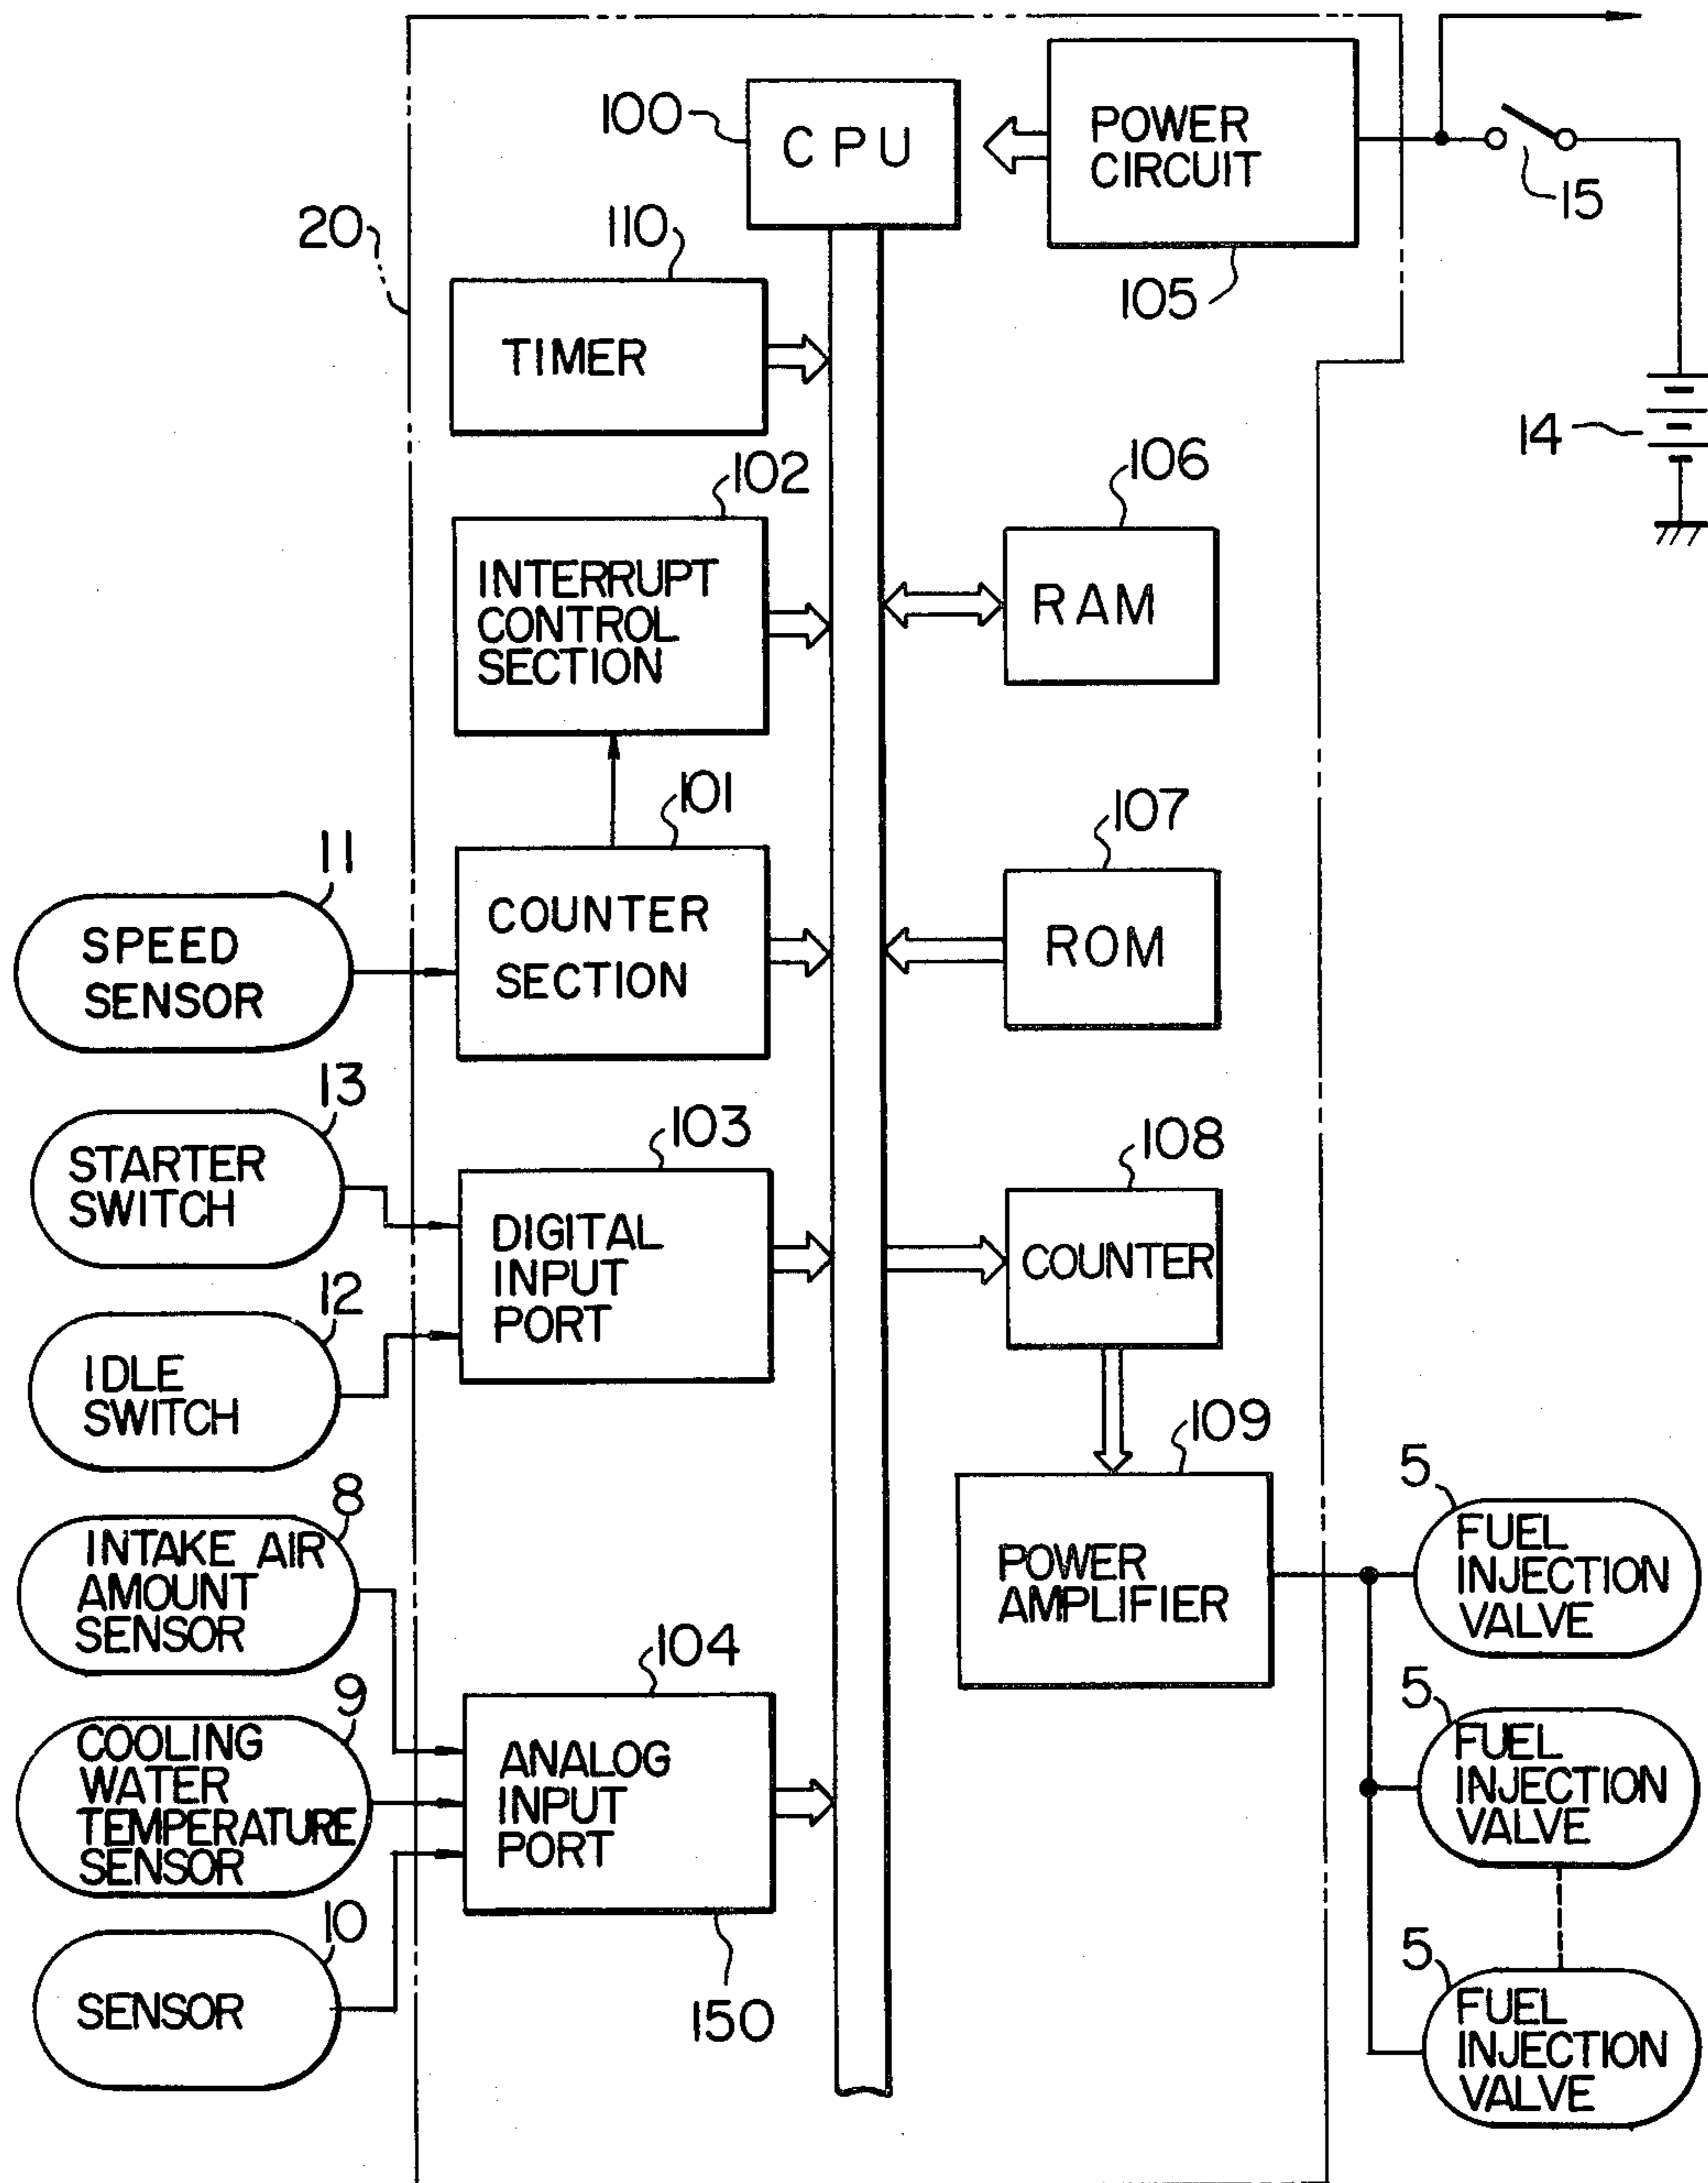 100
CPU
POWER
CIRCUIT
15
20
110
105
TIMER
14
102
106
INTERRUPT
CONTROL
SECTION
RAM
101
107
11
SPEED
SENSOR
COUNTER
SECTION
ROM
13
STARTER
SWITCH
103
108
DIGITAL
INPUT
PORT
COUNTER
12
IDLE
SWITCH
109
8
INTAKE AIR
AMOUNT
SENSOR
POWER
AMPLIFIER
5
FUEL
INJECTION
VALVE
104
9
COOLING
WATER
TEMPERATURE
SENSOR
ANALOG
INPUT
PORT
5
FUEL
INJECTION
VALVE
10
SENSOR
150
5
FUEL
INJECTION
VALVE